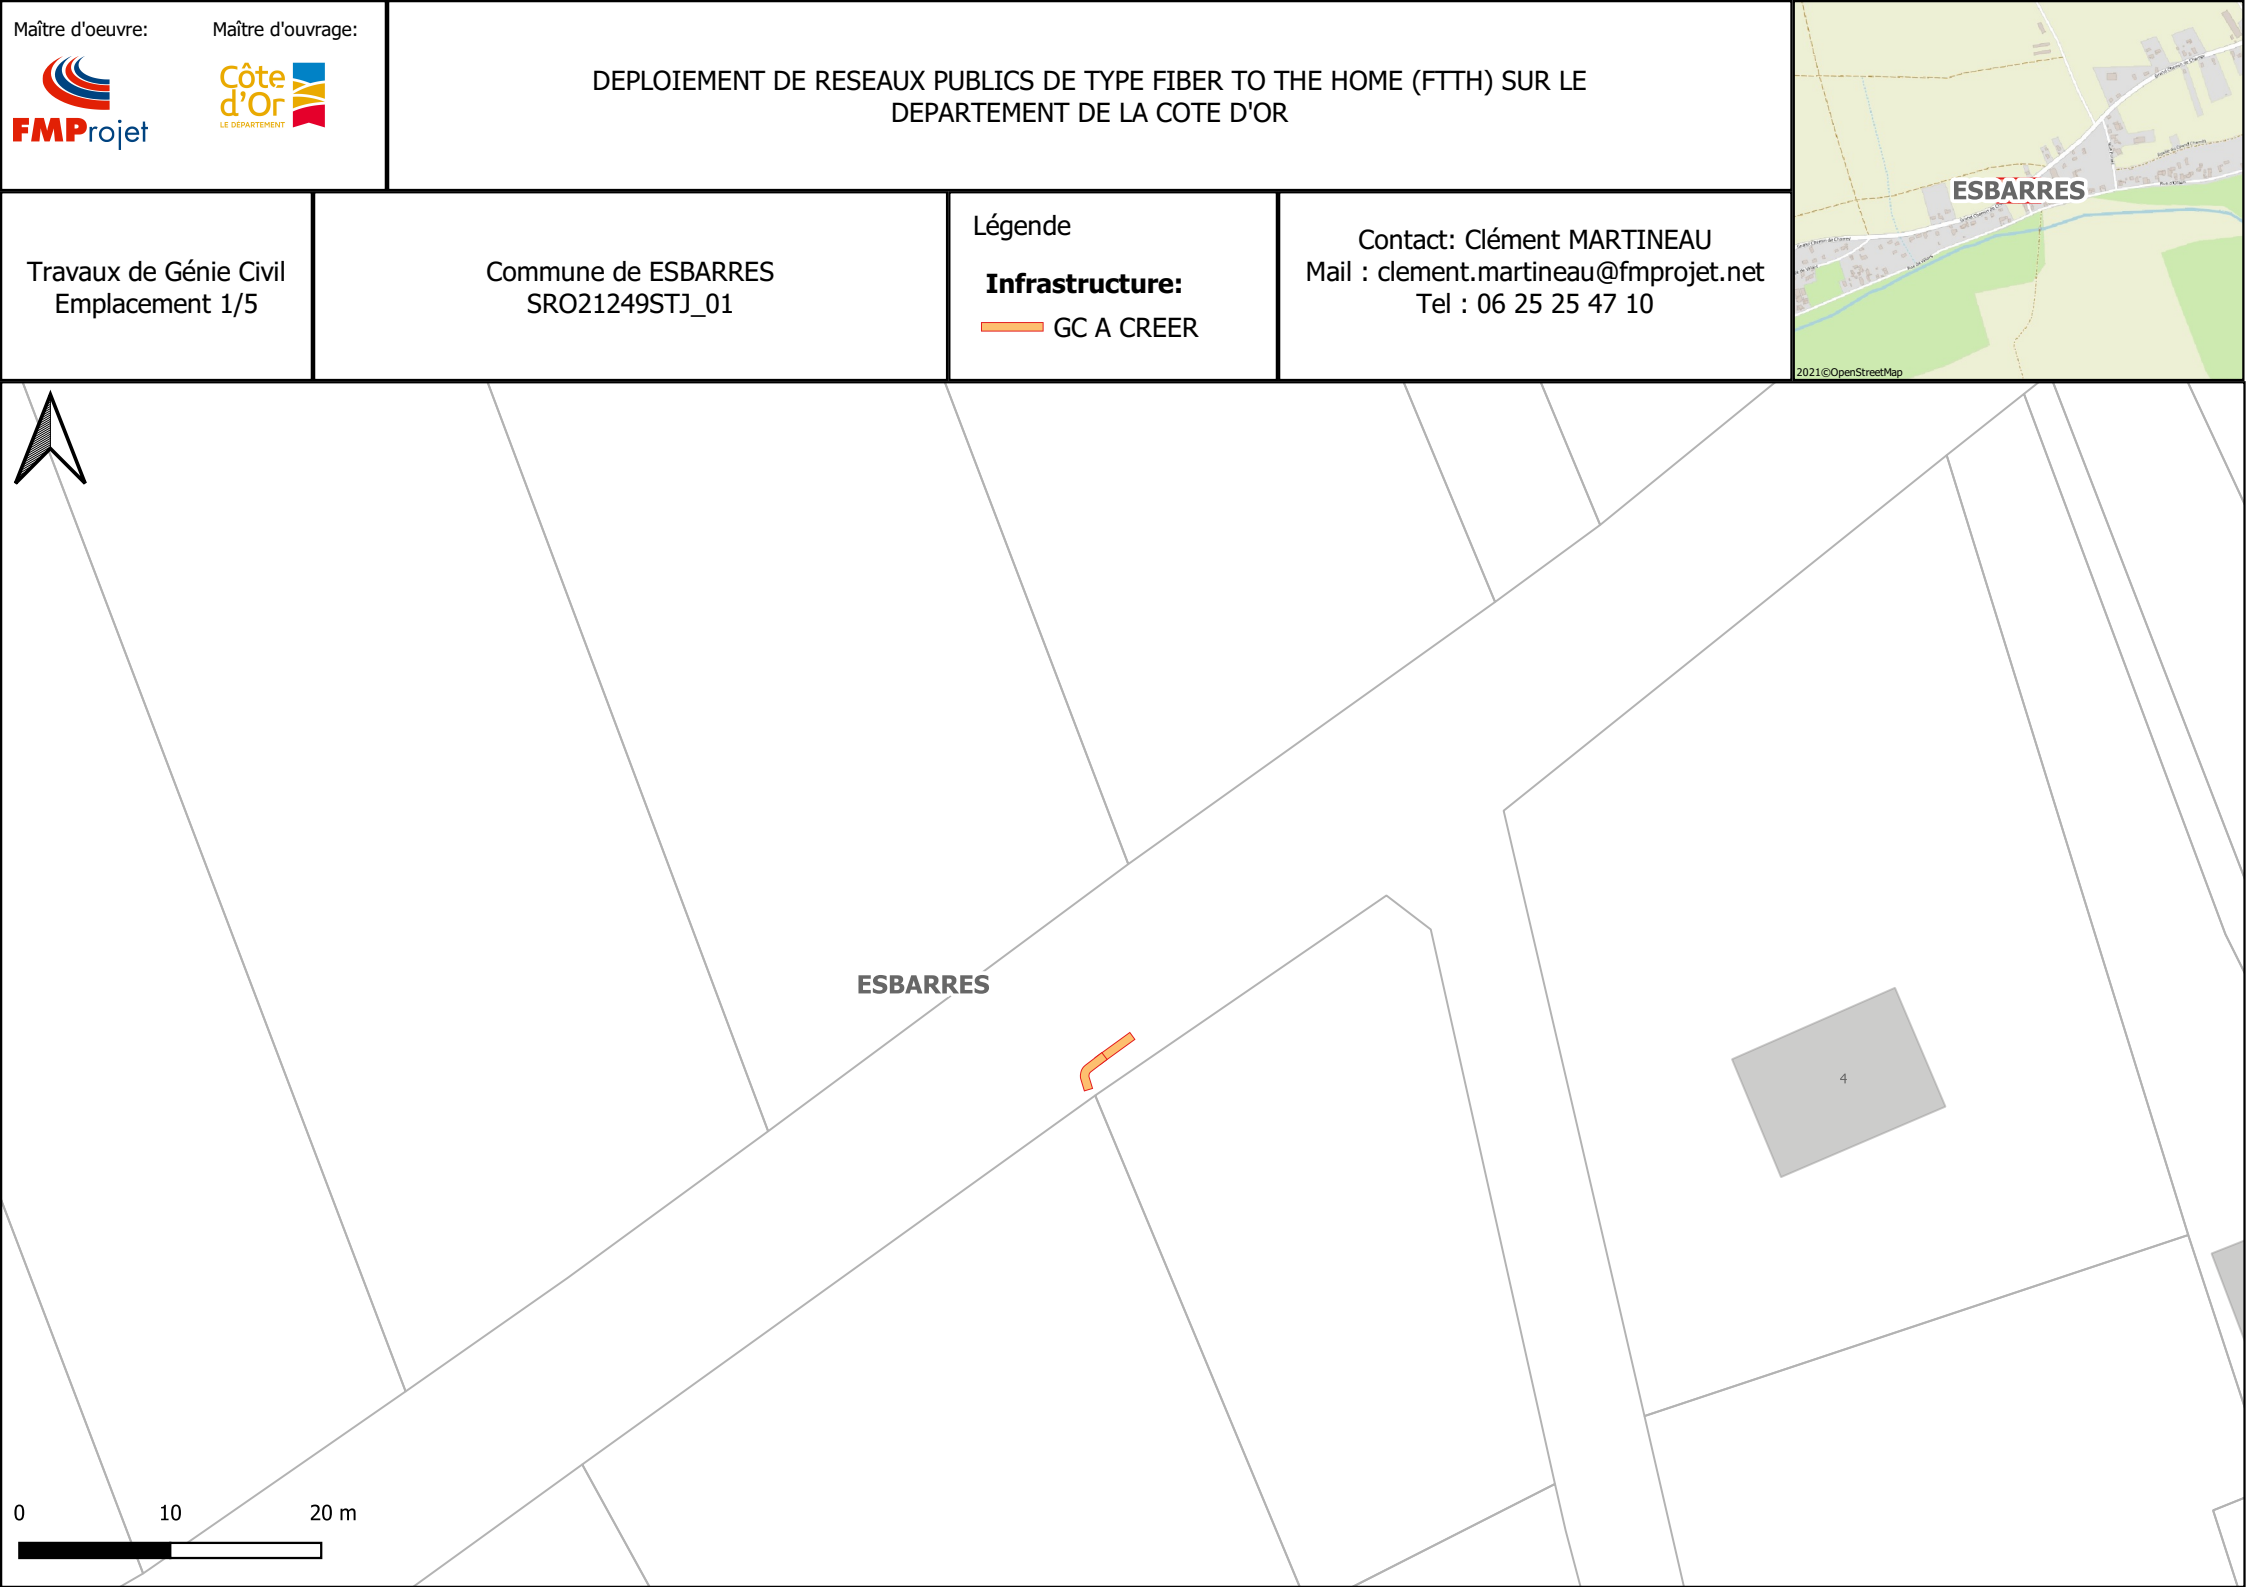 Maître d'oeuvre:
Maître d'ouvrage:
FMProjet
Côte
d'Or
LE DÉPARTEMENT
DEPLOIEMENT DE RESEAUX PUBLICS DE TYPE FIBER TO THE HOME (FTTH) SUR LE
DEPARTEMENT DE LA COTE D'OR
Travaux de Génie Civil
Emplacement 1/5
Commune de ESBARRES
SRO21249STJ_01
Légende
Infrastructure:
GC A CREER
Contact: Clément MARTINEAU
Mail : clement.martineau@fmprojet.net
Tel : 06 25 25 47 10
ESBARRES
2021©OpenStreetMap
ESBARRES
4
0 10 20 m